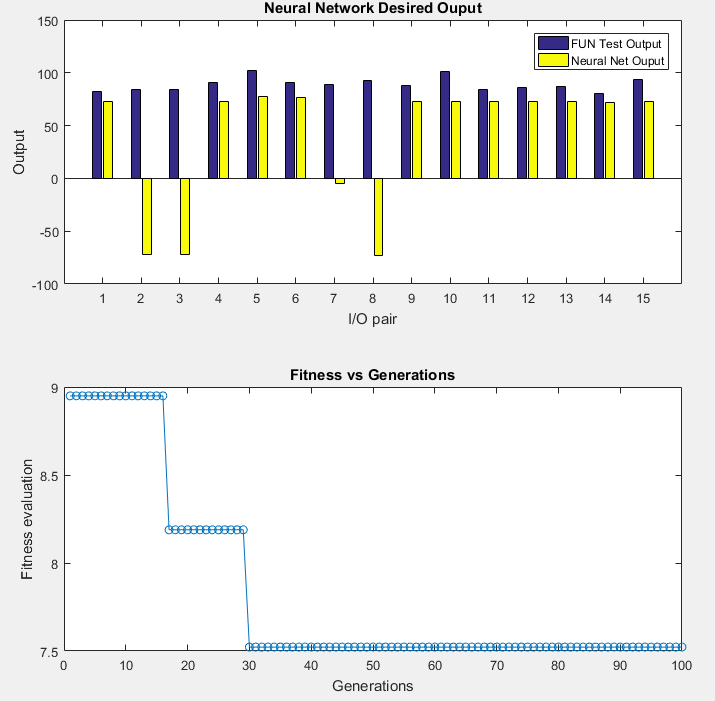 Neural Network Desired Ouput
150
100
50
0
-50
-100
Output
FUN Test Output
Neural Net Ouput
1 2 3 4 5 6 7 8 9 10 11 12 13 14 15
I/O pair
Fitness vs Generations
9
8.5
8
7.5
Fitness evaluation
0 10 20 30 40 50 60 70 80 90 100
Generations